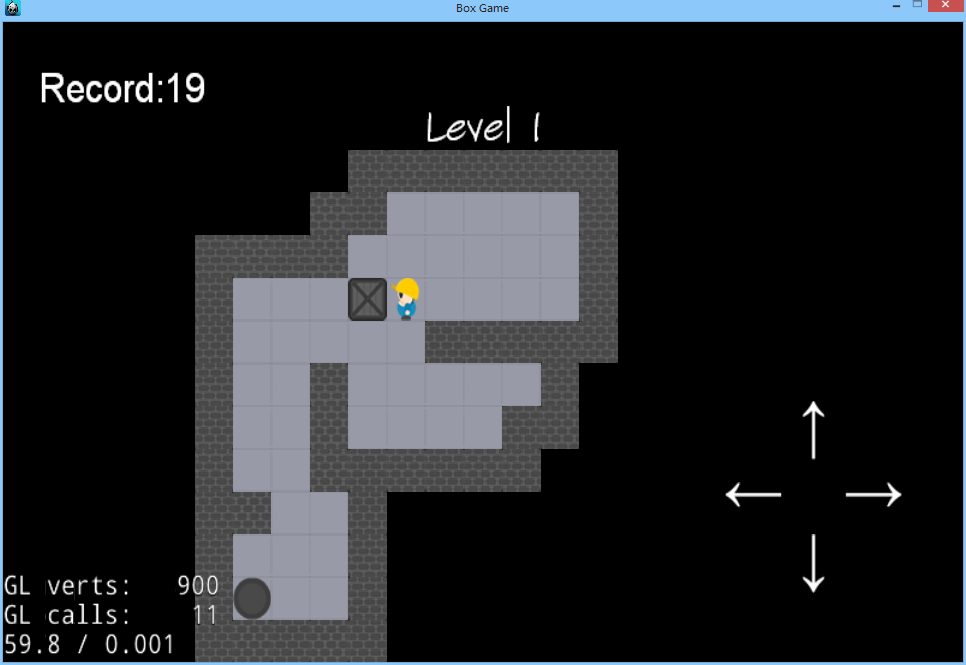 Box Game
Record:19
Level 1
GL verts: 900
GL calls: 11
59.8 / 0.001